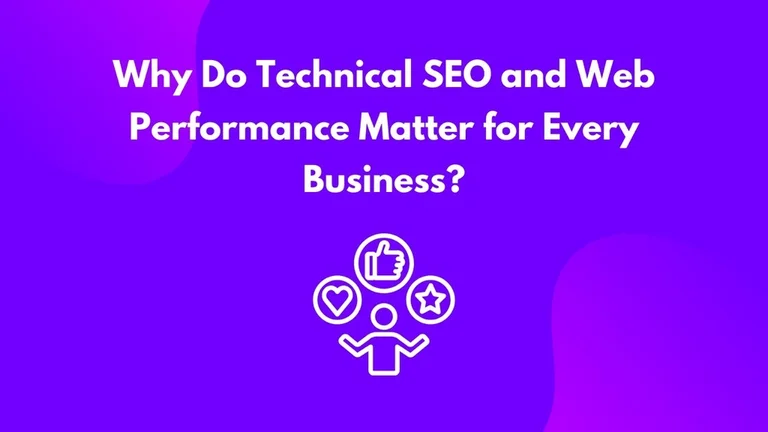 Why Do Technical SEO and Web
Performance Matter for Every
Business?